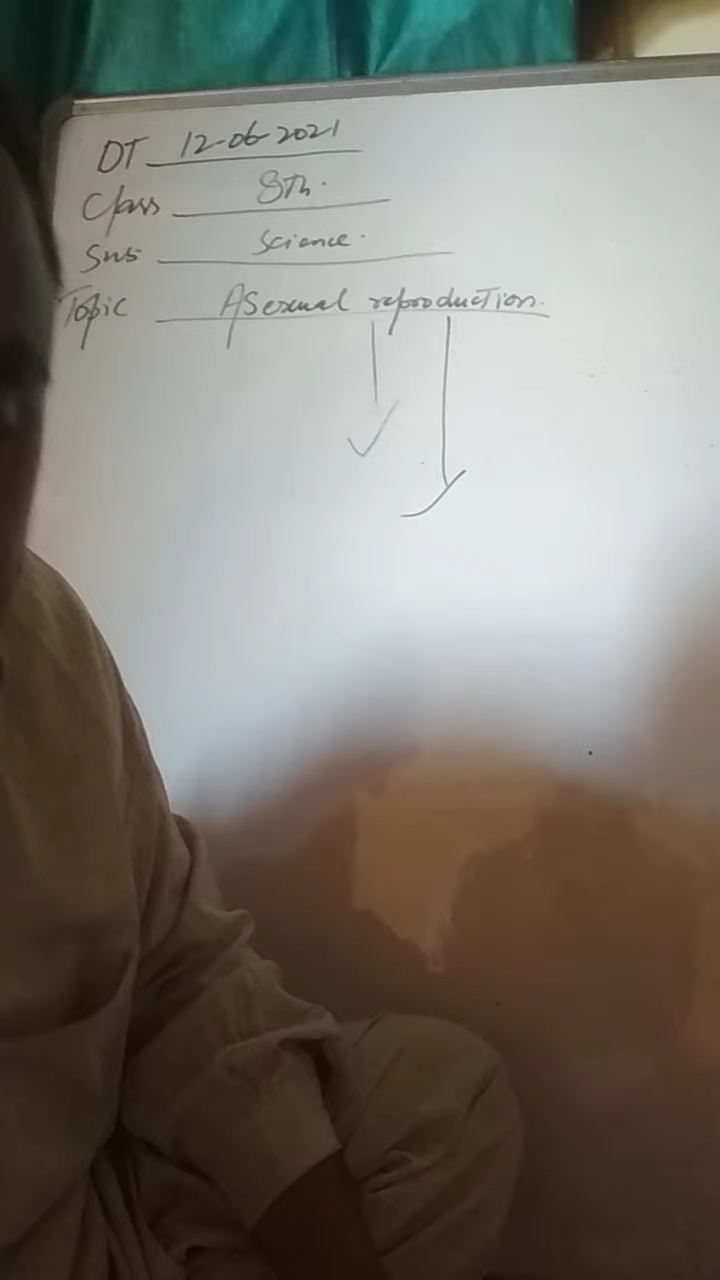 DT 12-06-2021
Class 8th.
Sub Science.
Topic Asexual reproduction.